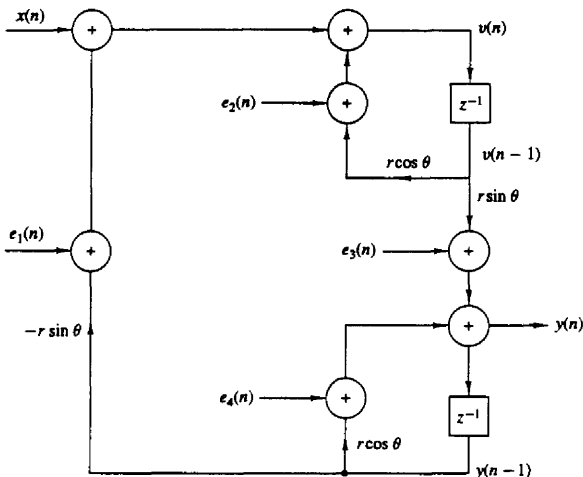 x(n)
+
+
v(n)
e₂(n)
+
z⁻¹
v(n − 1)
r cos θ
r sin θ
e₁(n)
+
e₃(n)
+
−r sin θ
+
y(n)
e₄(n)
+
z⁻¹
r cos θ
y(n − 1)